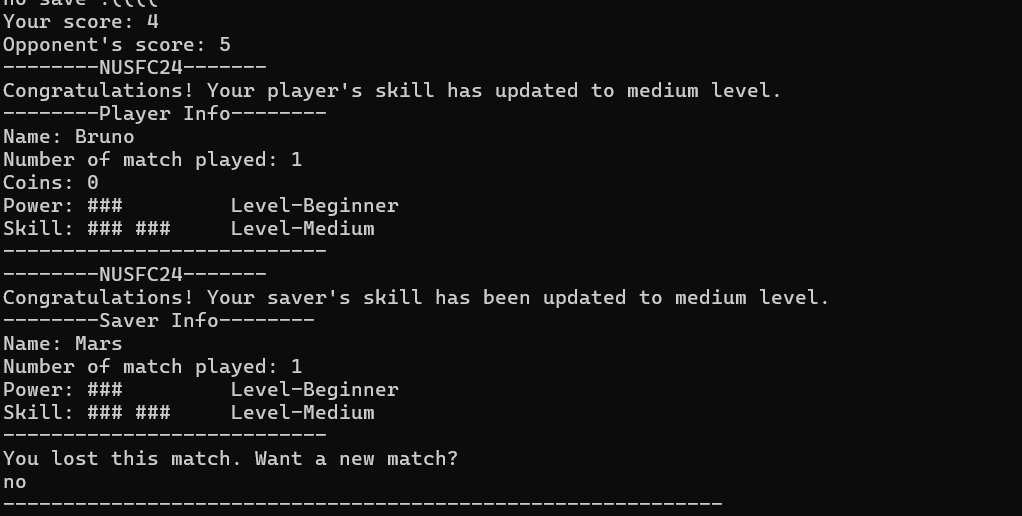 no save :((((
Your score: 4
Opponent's score: 5
--------NUSFC24-------
Congratulations! Your player's skill has updated to medium level.
--------Player Info--------
Name: Bruno
Number of match played: 1
Coins: 0
Power: ###         Level-Beginner
Skill: ### ###     Level-Medium
---------------------------
--------NUSFC24-------
Congratulations! Your saver's skill has been updated to medium level.
--------Saver Info--------
Name: Mars
Number of match played: 1
Power: ###         Level-Beginner
Skill: ### ###     Level-Medium
---------------------------
You lost this match. Want a new match?
no
------------------------------------------------------------